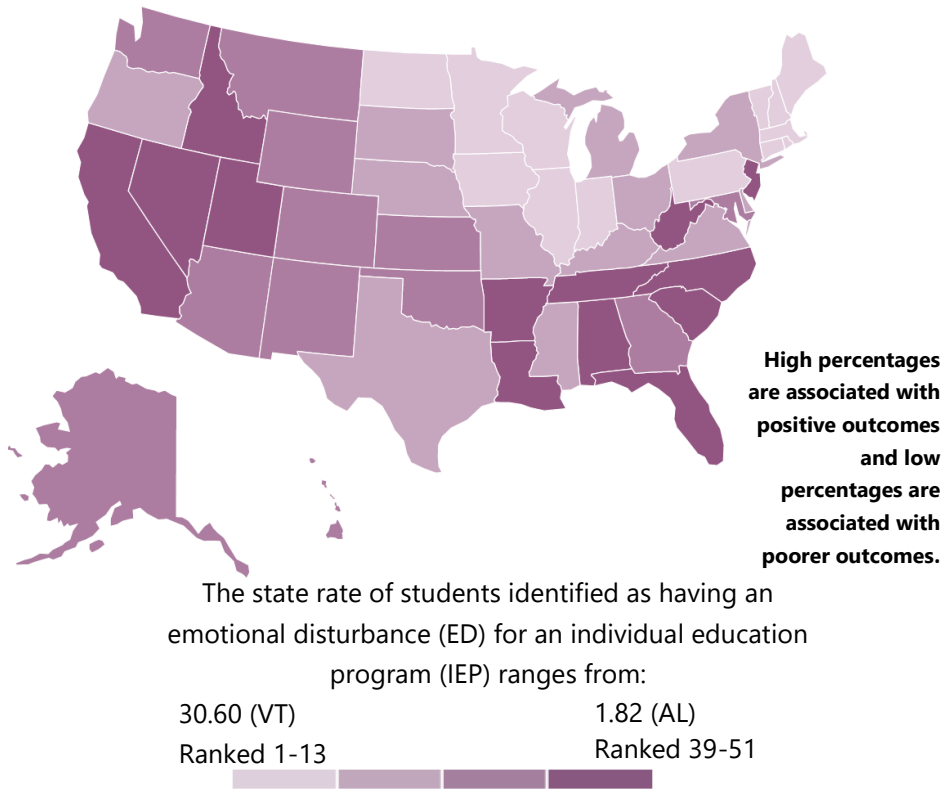 High percentages
are associated with
positive outcomes
and low
percentages are
associated with
poorer outcomes.
The state rate of students identified as having an
emotional disturbance (ED) for an individual education
program (IEP) ranges from:
30.60 (VT)
1.82 (AL)
Ranked 1-13
Ranked 39-51